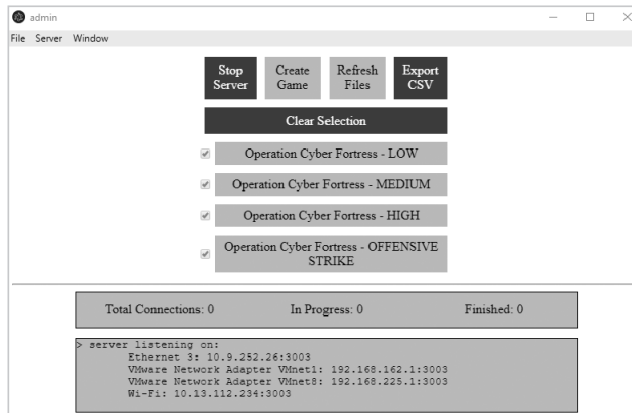 admin
File Server Window
Stop Server
Create Game
Refresh Files
Export CSV
Clear Selection
Operation Cyber Fortress - LOW
Operation Cyber Fortress - MEDIUM
Operation Cyber Fortress - HIGH
Operation Cyber Fortress - OFFENSIVE
STRIKE
Total Connections: 0 In Progress: 0 Finished: 0
> server listening on:
Ethernet 3: 10.9.252.26:3003
VMware Network Adapter VMnet1: 192.168.162.1:3003
VMware Network Adapter VMnet8: 192.168.225.1:3003
Wi-Fi: 10.13.112.234:3003